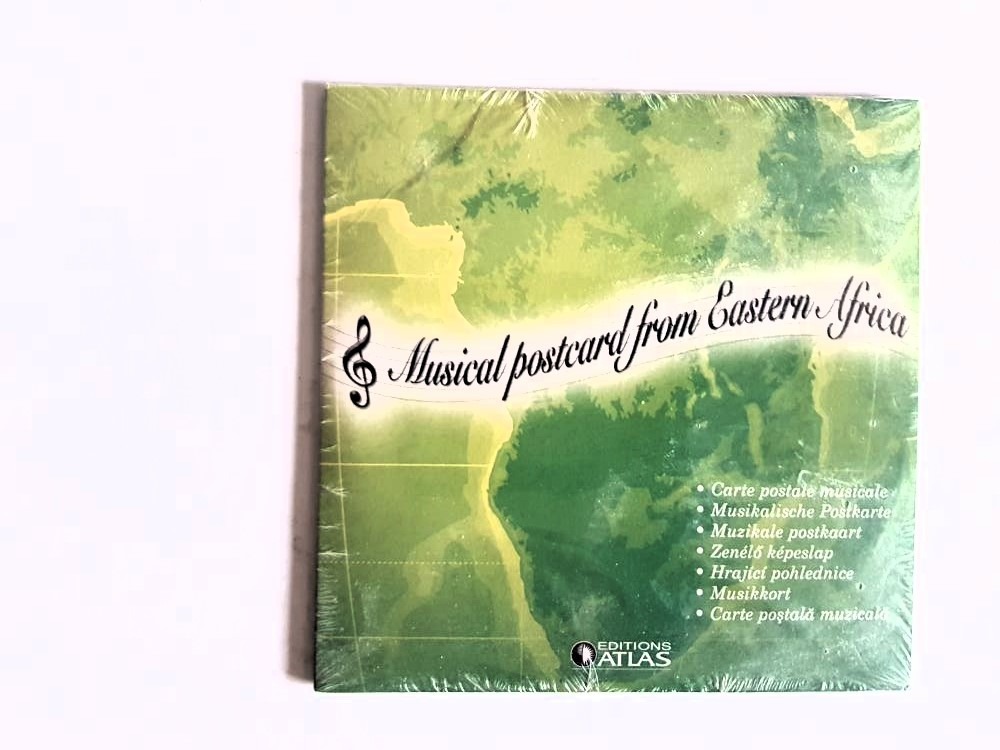 Musical postcard from Eastern Africa
• Carte postale musicale
• Musikalische Postkarte
• Muzikale postkaart
• Zenélő képeslap
• Hrající pohlednice
• Musikkort
• Carte poştală muzicală
EDITIONS
ATLAS